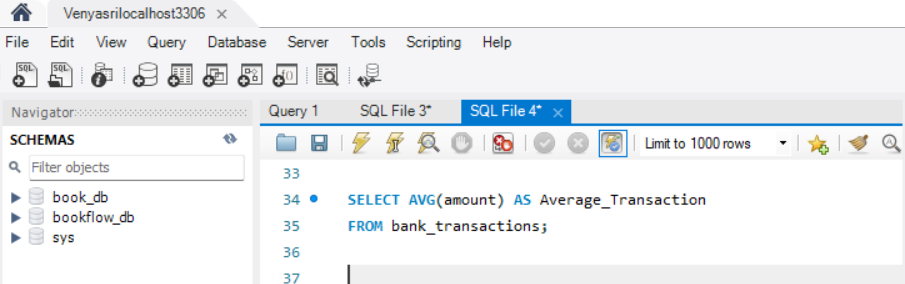 Venyasrilocalhost3306
File Edit View Query Database Server Tools Scripting Help
Navigator
Query 1 SQL File 3* SQL File 4*
SCHEMAS
Limit to 1000 rows
Filter objects
book_db
bookflow_db
sys
33
34 SELECT AVG(amount) AS Average_Transaction
35 FROM bank_transactions;
36
37